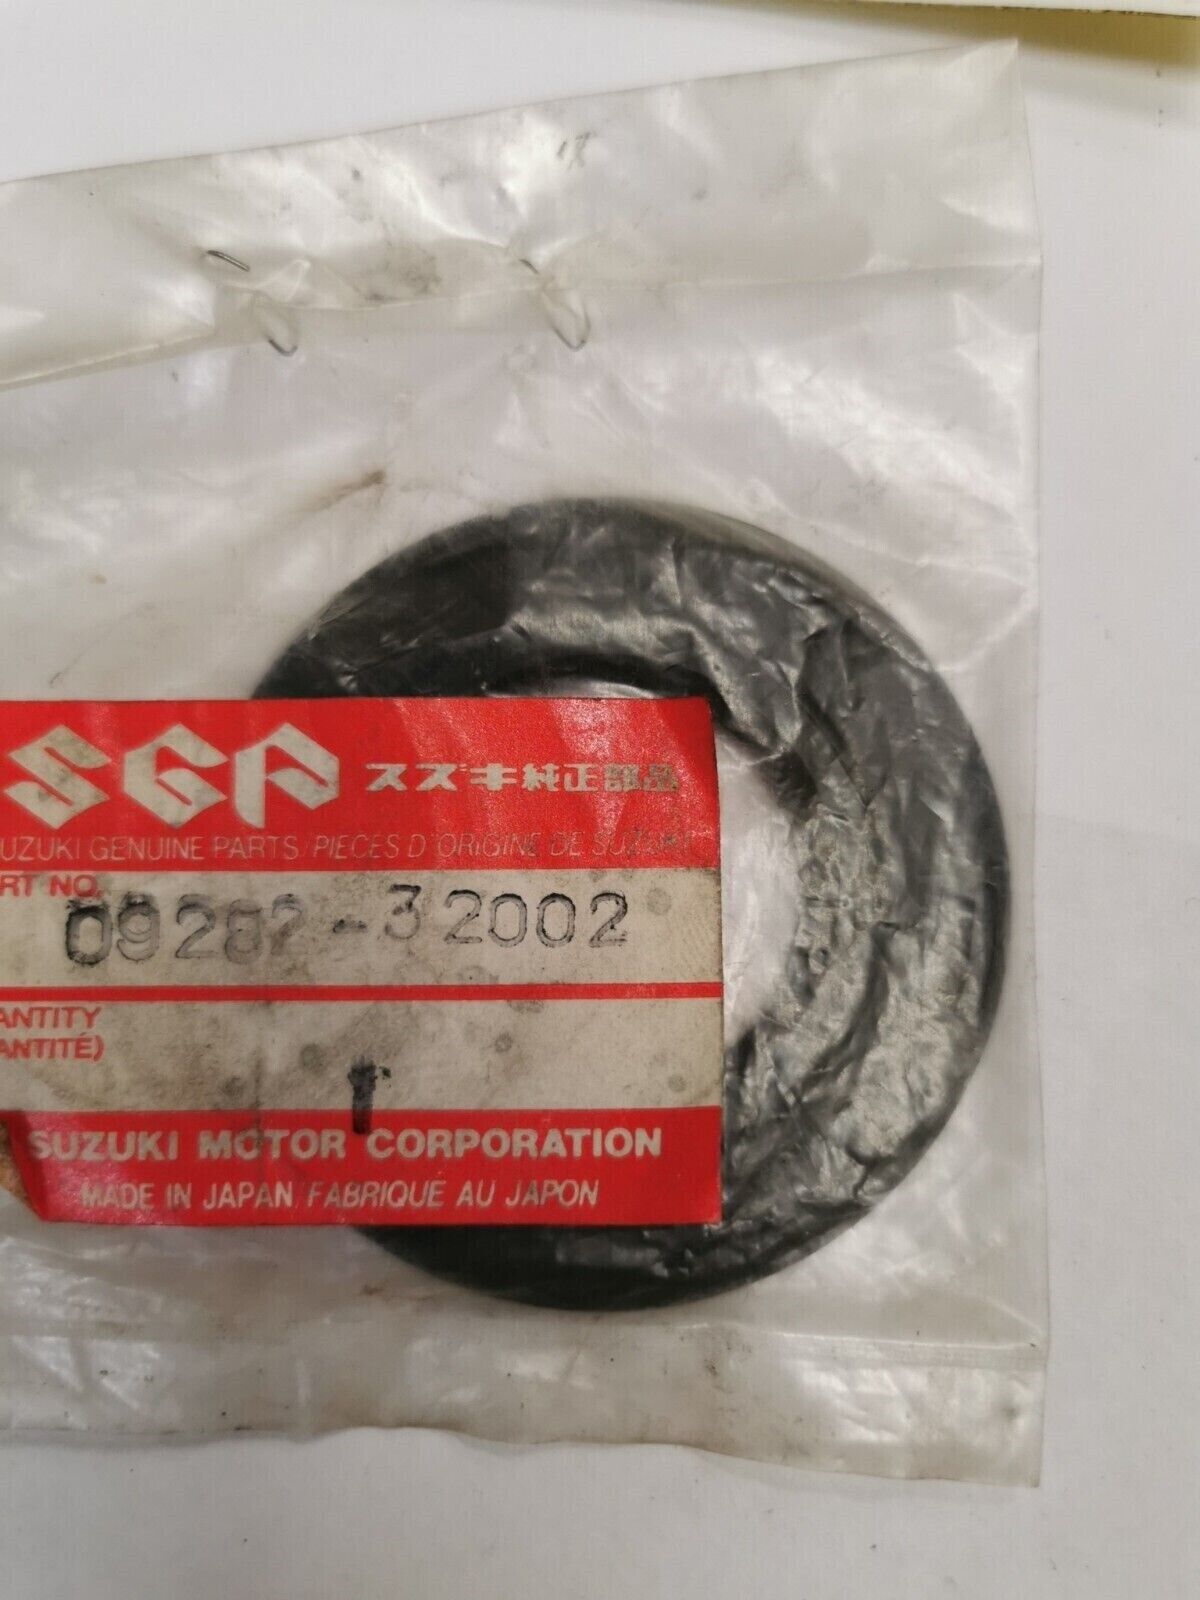 SGP スズキ純正部品
UZUKI GENUINE PARTS/PIECES D'ORIGINE DE SUZUKI
RT NO.
09282-32002
ANTITY
ANTITÉ)
1
SUZUKI MOTOR CORPORATION
MADE IN JAPAN/FABRIQUE AU JAPON